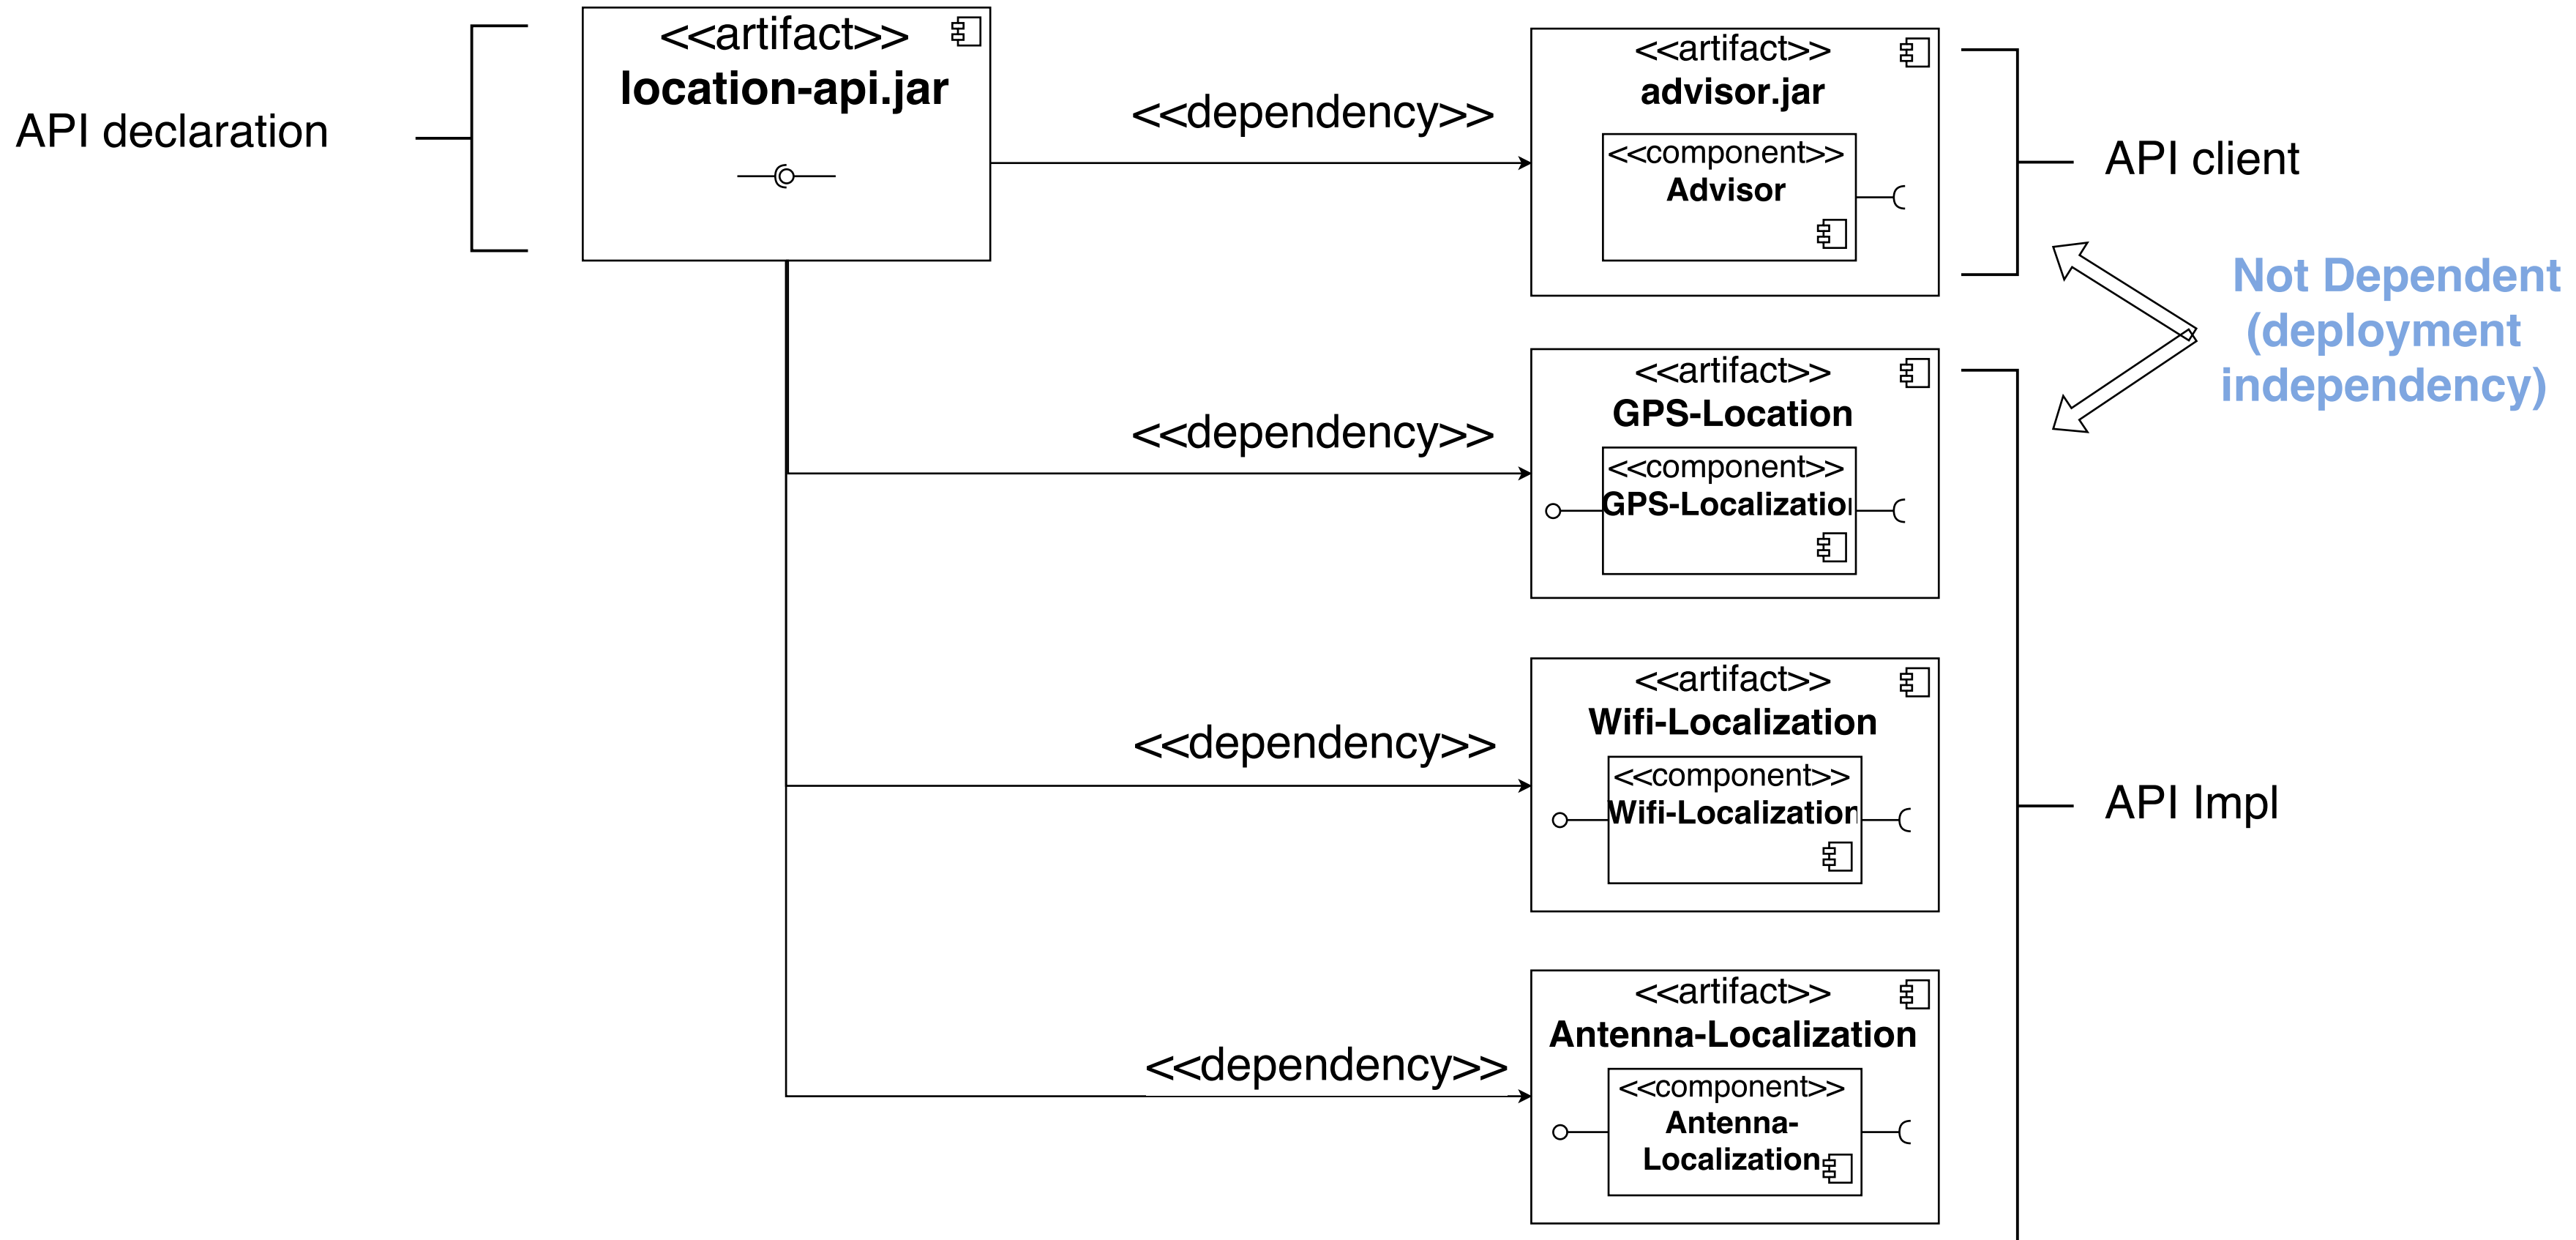 API declaration
<<artifact>>
location-api.jar
<<dependency>>
<<artifact>>
advisor.jar
<<component>>
Advisor
API client
Not Dependent
(deployment
independency)
<<dependency>>
<<artifact>>
GPS-Location
<<component>>
GPS-Localization
<<dependency>>
<<artifact>>
Wifi-Localization
<<component>>
Wifi-Localization
API Impl
<<dependency>>
<<artifact>>
Antenna-Localization
<<component>>
Antenna-
Localization